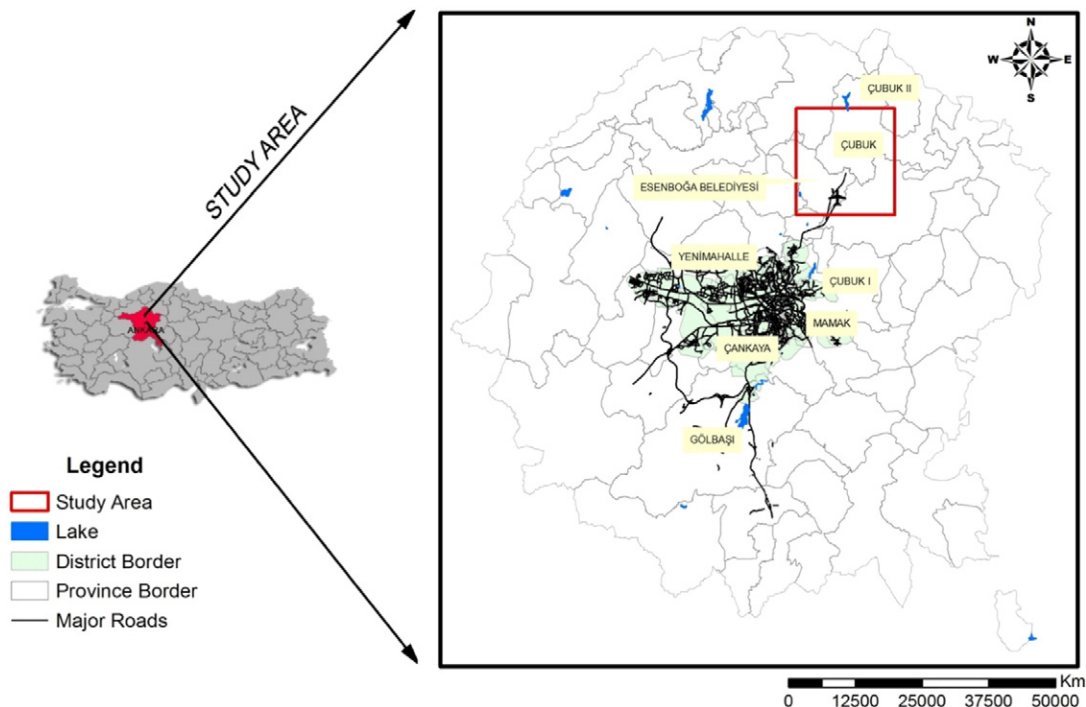 STUDY AREA
ANKARA
Legend
Study Area
Lake
District Border
Province Border
Major Roads
N
W E
S
ÇUBUK II
ÇUBUK
ESENBOĞA BELEDİYESİ
YENİMAHALLE
ÇUBUK I
MAMAK
ÇANKAYA
GÖLBAŞI
Km
0 12500 25000 37500 50000